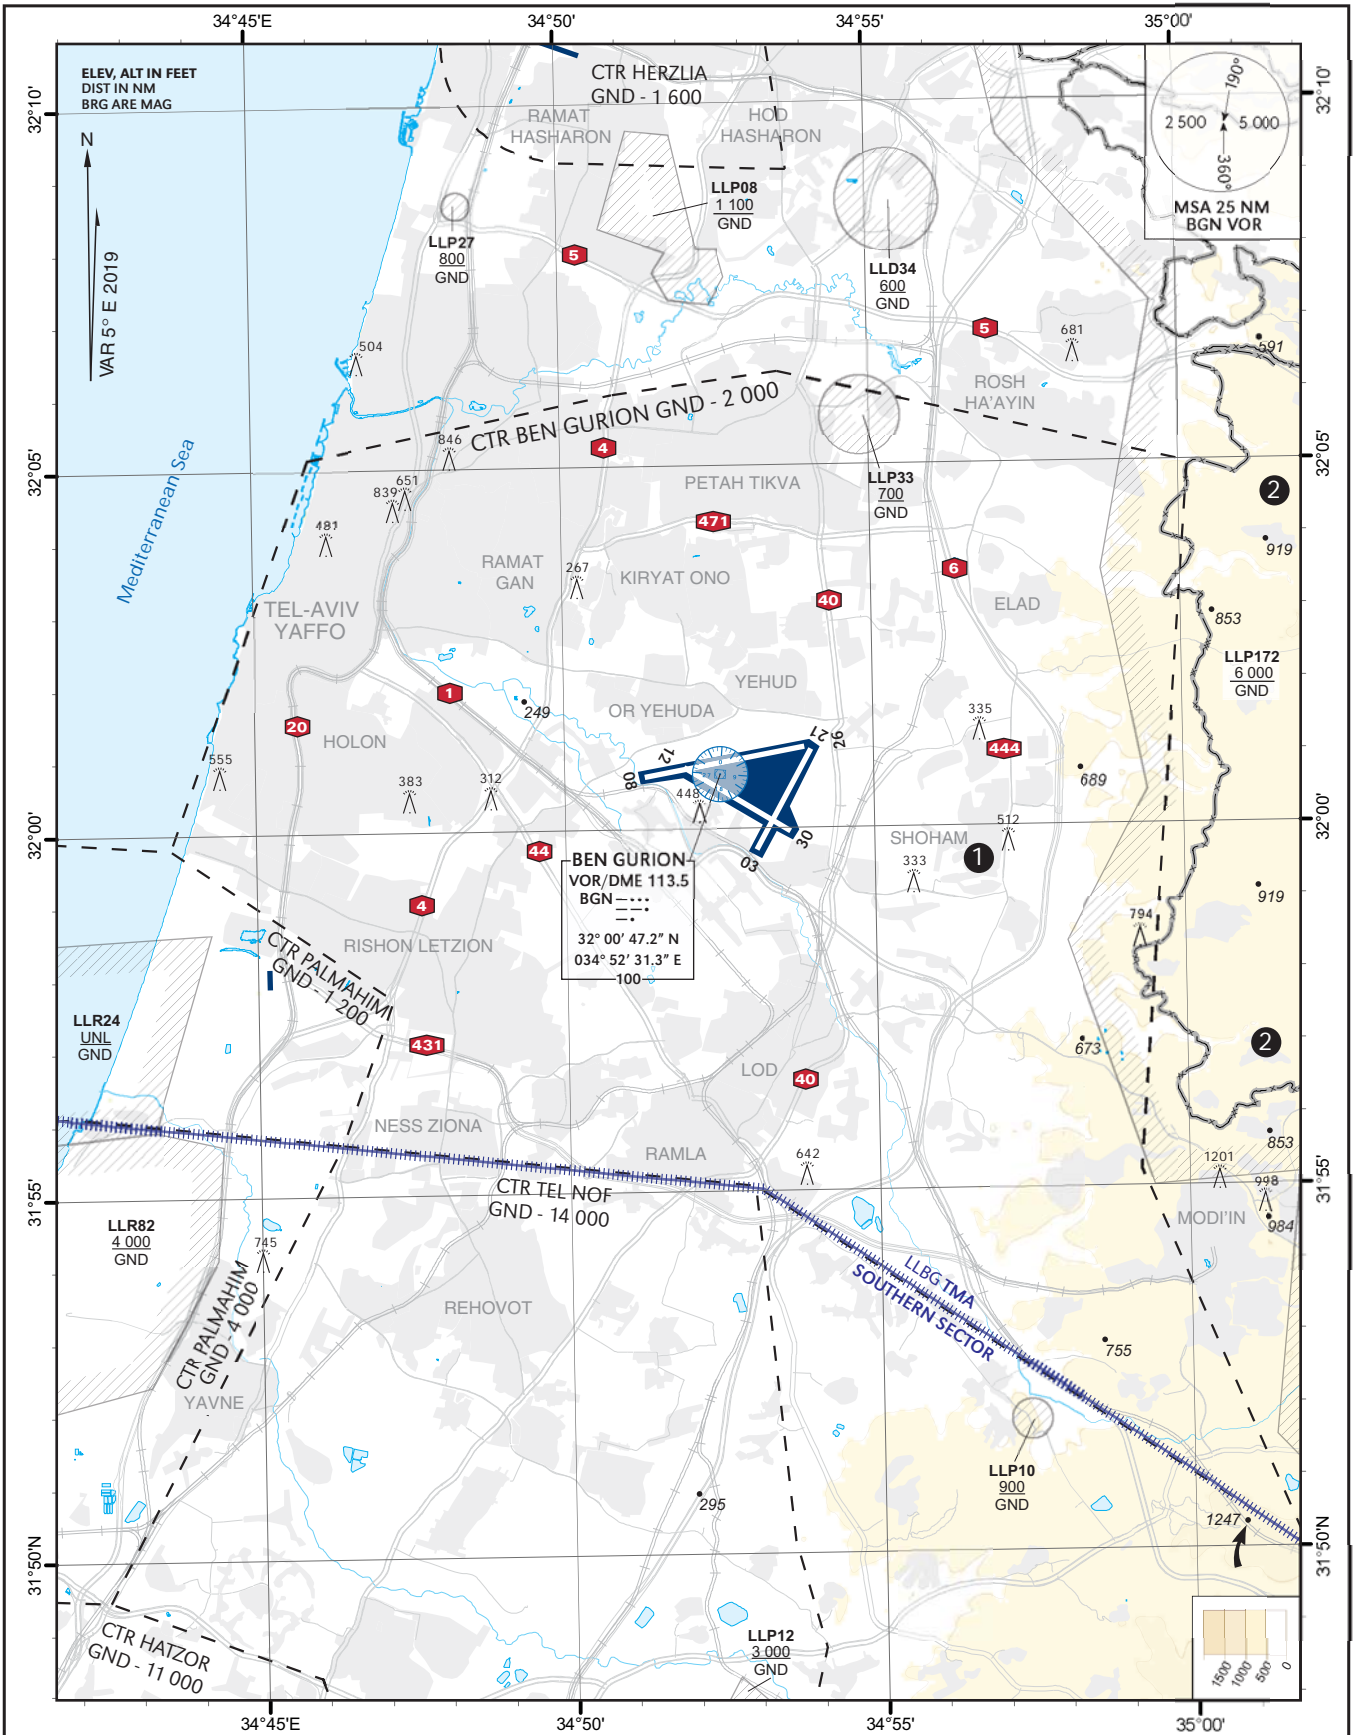 34°45'E
34°50'
34°55'
35°00'
ELEV, ALT IN FEET
DIST IN NM
BRG ARE MAG
N
VAR 5° E 2019
CTR HERZLIA
GND - 1 600
RAMAT
HASHARON
HOD
HASHARON
190°
2 500
5 000
360°
MSA 25 NM
BGN VOR
32°10'
32°10'
LLP08
1 100
GND
LLP27
800
GND
5
LLD34
600
GND
5
681
591
504
ROSH
HA'AYIN
CTR BEN GURION GND - 2 000
846
4
32°05'
32°05'
Mediterranean Sea
839
651
481
PETAH TIKVA
LLP33
700
GND
471
2
919
RAMAT
GAN
267
KIRYAT ONO
6
40
ELAD
TEL-AVIV
YAFFO
853
LLP172
6 000
GND
YEHUD
1
249
OR YEHUDA
20
HOLON
335
444
689
555
383
312
12
08
21
26
448
30
03
32°00'
32°00'
SHOHAM
512
1
333
44
BEN GURION
VOR/DME 113.5
BGN
32° 00' 47.2" N
034° 52' 31.3" E
100
919
794
4
RISHON LETZION
CTR PALMAHIM
GND - 1 200
LLR24
UNL
GND
431
673
2
LOD
40
NESS ZIONA
RAMLA
642
853
1201
998
984
MODI'IN
31°55'
31°55'
CTR TEL NOF
GND - 14 000
LLR82
4 000
GND
745
CTR PALMAHIM
GND - 4 000
LLBG TMA
SOUTHERN SECTOR
REHOVOT
755
YAVNE
LLP10
900
GND
295
1247
31°50'N
31°50'N
CTR HATZOR
GND - 11 000
LLP12
3 000
GND
1500
1000
500
0
34°45'E
34°50'
34°55'
35°00'